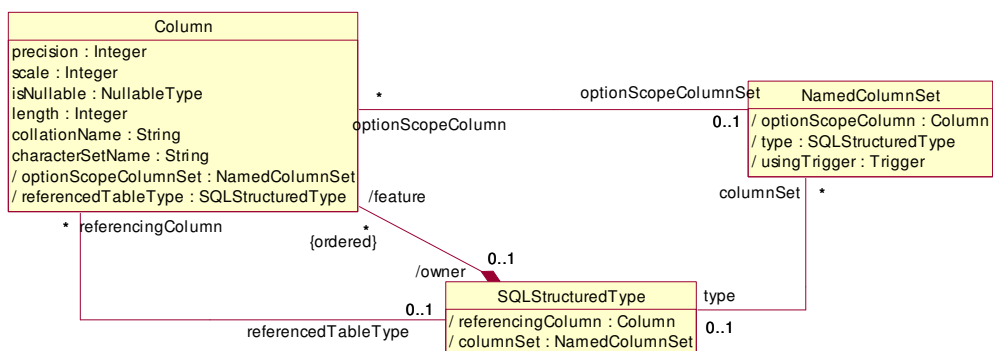 Column
precision : Integer
scale : Integer
isNullable : NullableType
length : Integer
collationName : String
characterSetName : String
/ optionScopeColumnSet : NamedColumnSet
/ referencedTableType : SQLStructuredType
*
optionScopeColumnSet
optionScopeColumn
0..1
NamedColumnSet
/ optionScopeColumn : Column
/ type : SQLStructuredType
/ usingTrigger : Trigger
columnSet
*
/feature
*
{ordered}
* referencingColumn
0..1
/owner
0..1
referencedTableType
SQLStructuredType
/ referencingColumn : Column
/ columnSet : NamedColumnSet
type
0..1